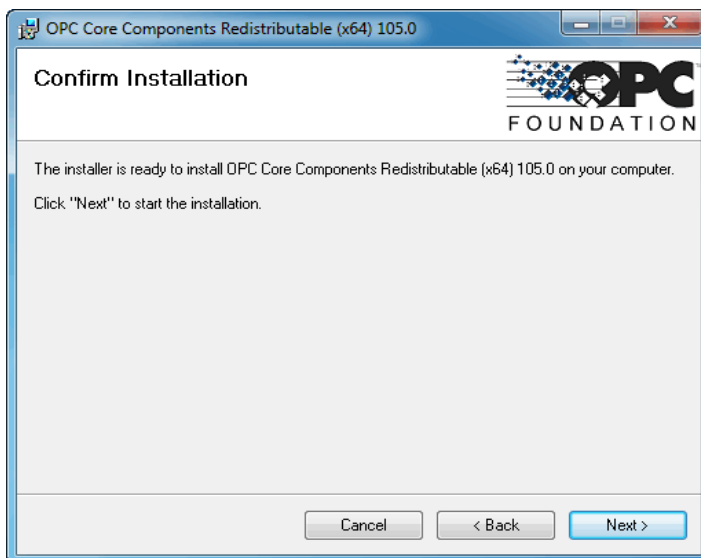 OPC Core Components Redistributable (x64) 105.0
Confirm Installation
OPC
FOUNDATION
The installer is ready to install OPC Core Components Redistributable (x64) 105.0 on your computer.
Click "Next" to start the installation.
Cancel
< Back
Next >